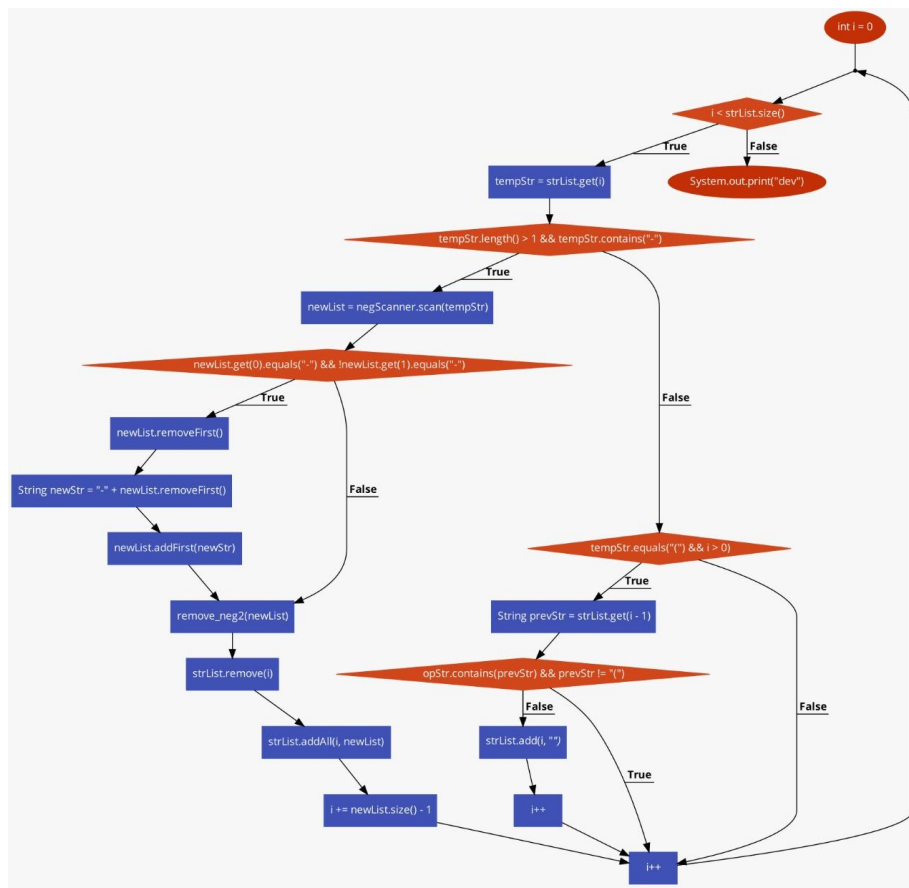 int i = 0
i < strList.size()
True
False
tempStr = strList.get(i)
System.out.print("dev")
tempStr.length() > 1 && tempStr.contains("-")
True
newList = negScanner.scan(tempStr)
newList.get(0).equals("-") && !newList.get(1).equals("-")
True
False
newList.removeFirst()
String newStr = "-" + newList.removeFirst()
False
newList.addFirst(newStr)
tempStr.equals("(") && i > 0)
True
remove_neg2(newList)
String prevStr = strList.get(i - 1)
strList.remove(i)
opStr.contains(prevStr) && prevStr != "(")
False
False
strList.addAll(i, newList)
strList.add(i, "")
True
i += newList.size() - 1
i++
i++